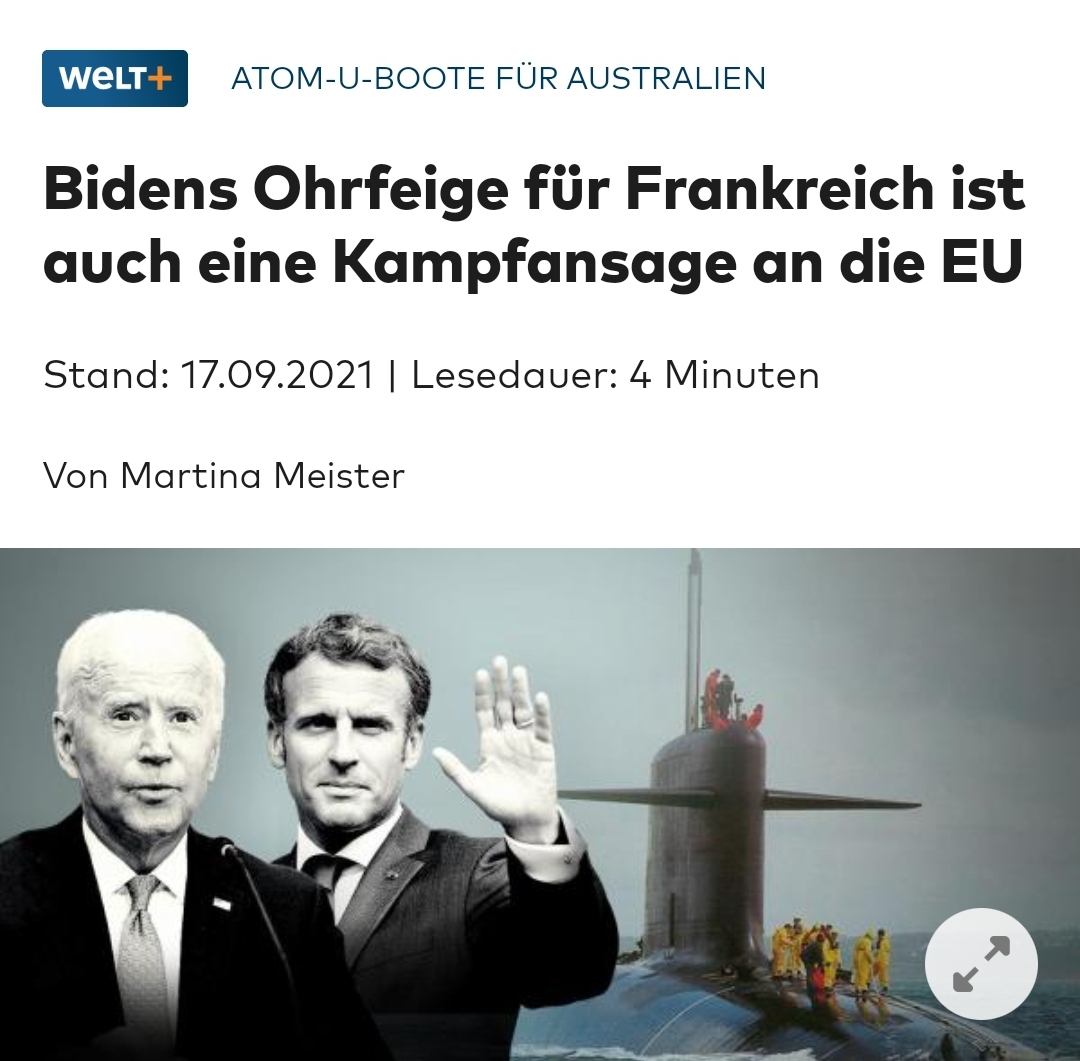 WELT+ ATOM-U-BOOTE FÜR AUSTRALIEN
Bidens Ohrfeige für Frankreich ist
auch eine Kampfansage an die EU
Stand: 17.09.2021 | Lesedauer: 4 Minuten
Von Martina Meister